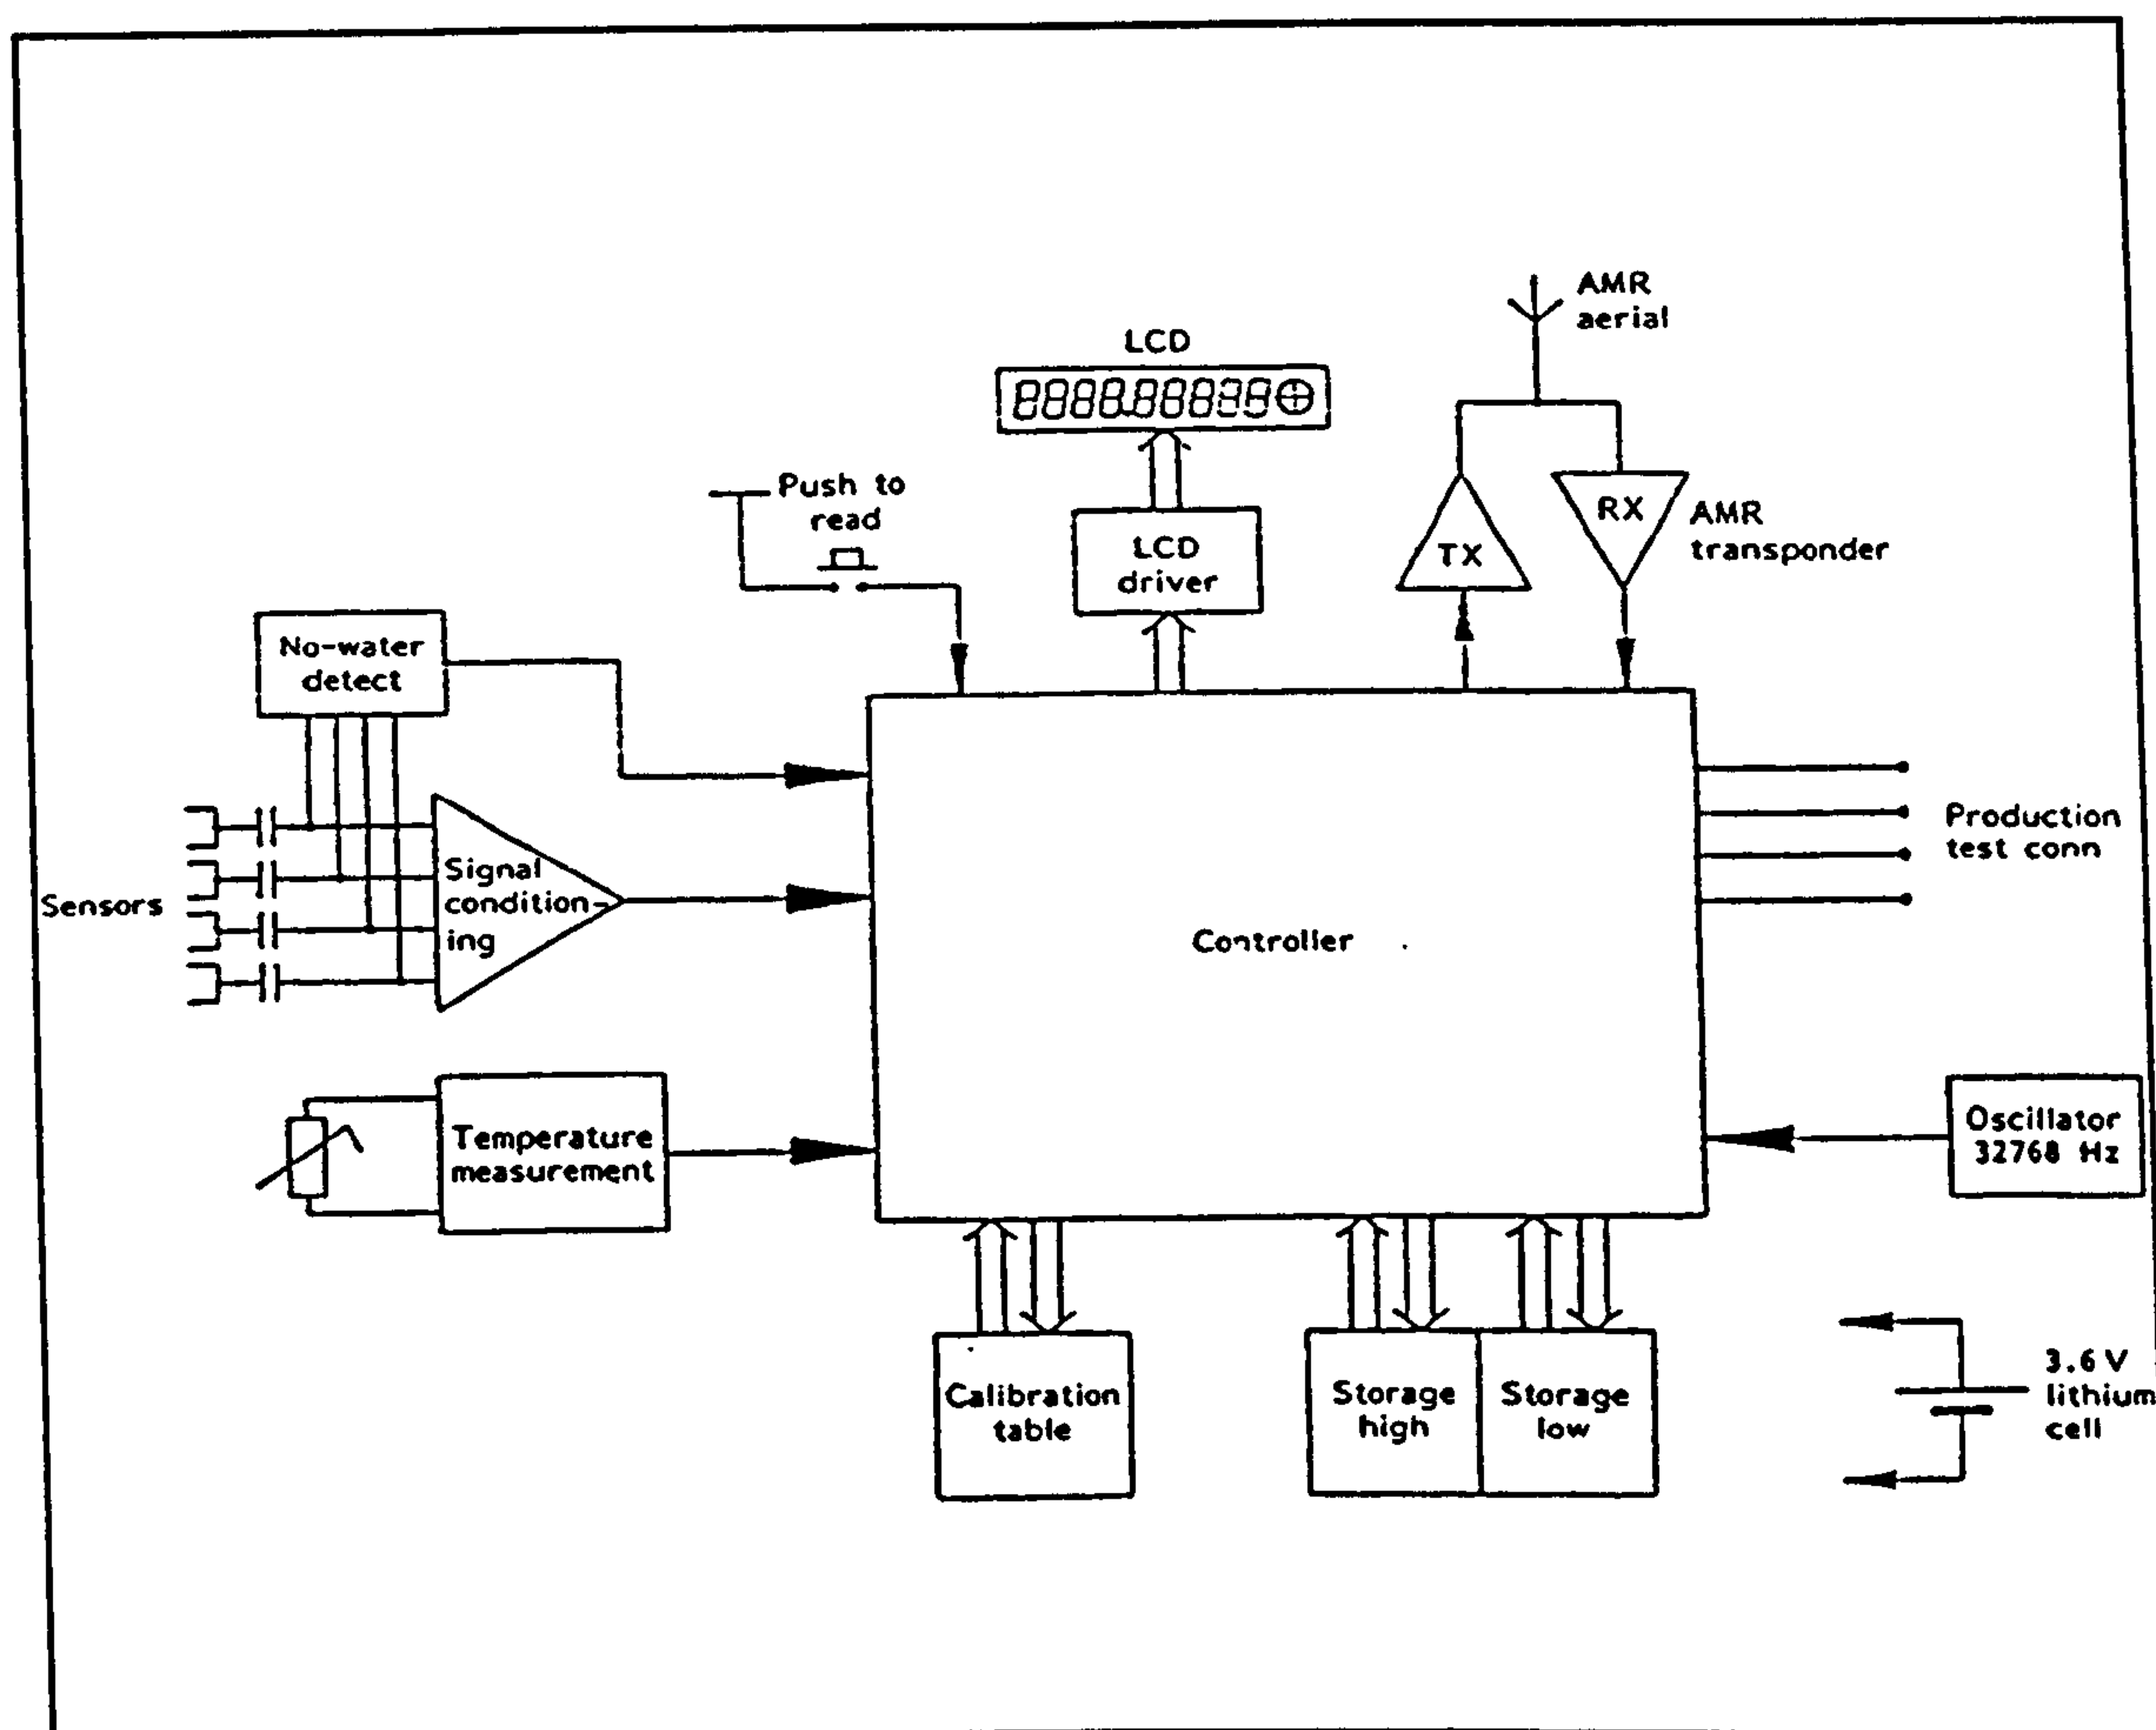 AMR
aerial
LCD
Push to
read
LCD
driver
TX
RX
AMR
transponder
No-water
detect
Sensors
Signal
condition-
ing
Controller
Production
test conn
Temperature
measurement
Oscillator
32768 Hz
Calibration
table
Storage
high
Storage
low
3.6 V
lithium
cell